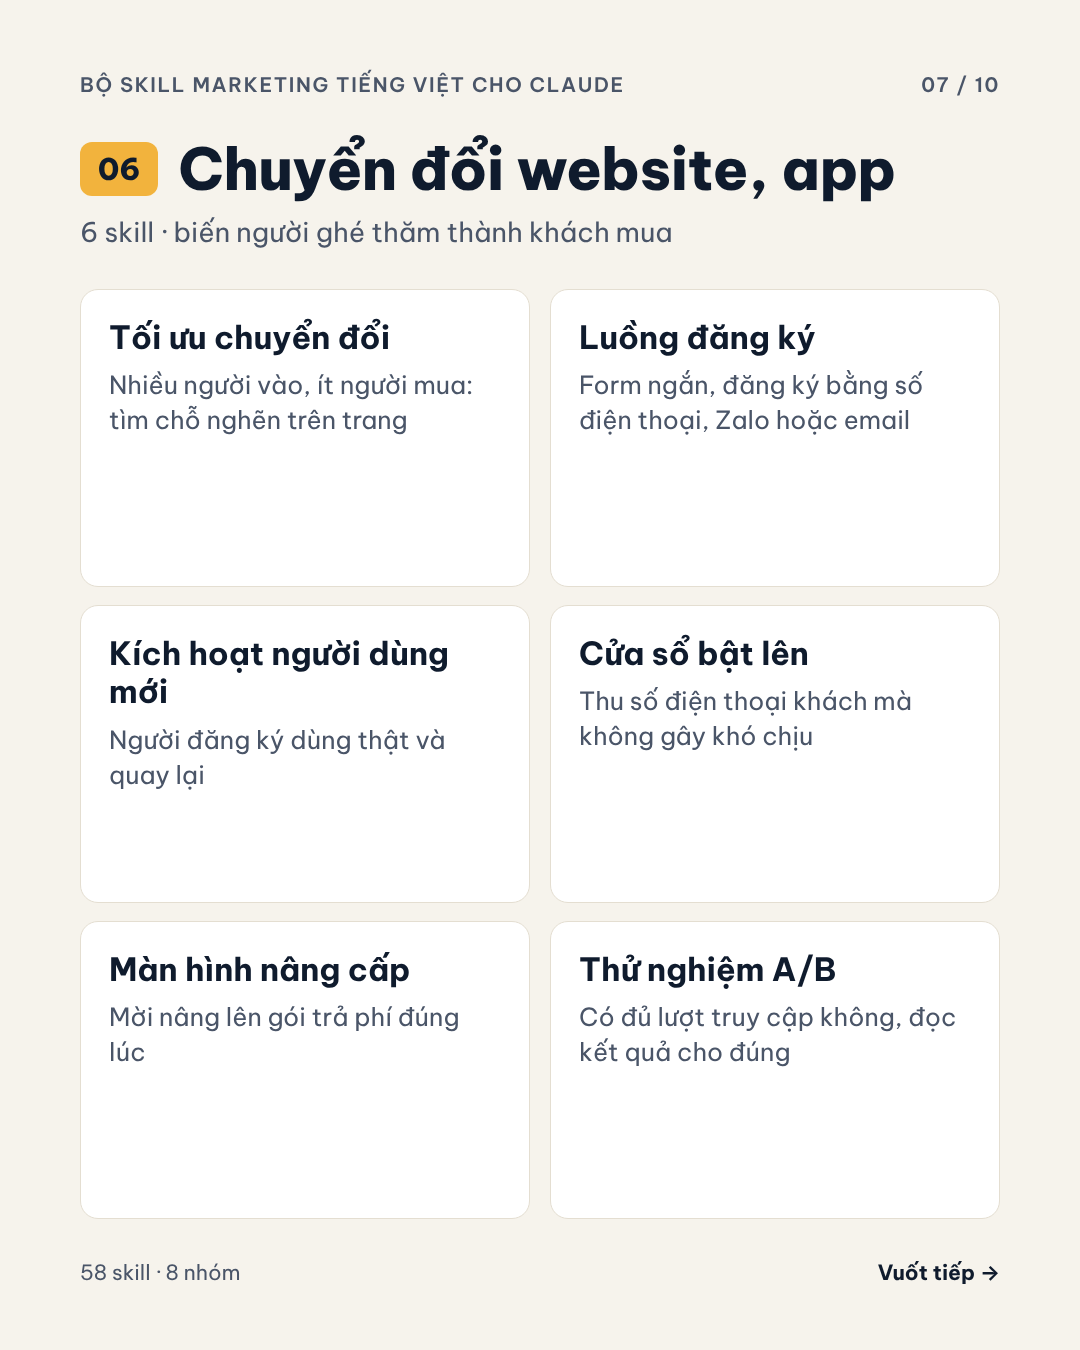 BỘ SKILL MARKETING TIẾNG VIỆT CHO CLAUDE
07 / 10
06
Chuyển đổi website, app
6 skill · biến người ghé thăm thành khách mua
Tối ưu chuyển đổi
Nhiều người vào, ít người mua:
tìm chỗ nghẽn trên trang
Luồng đăng ký
Form ngắn, đăng ký bằng số
điện thoại, Zalo hoặc email
Kích hoạt người dùng
mới
Người đăng ký dùng thật và
quay lại
Cửa sổ bật lên
Thu số điện thoại khách mà
không gây khó chịu
Màn hình nâng cấp
Mời nâng lên gói trả phí đúng
lúc
Thử nghiệm A/B
Có đủ lượt truy cập không, đọc
kết quả cho đúng
58 skill · 8 nhóm
Vuốt tiếp →